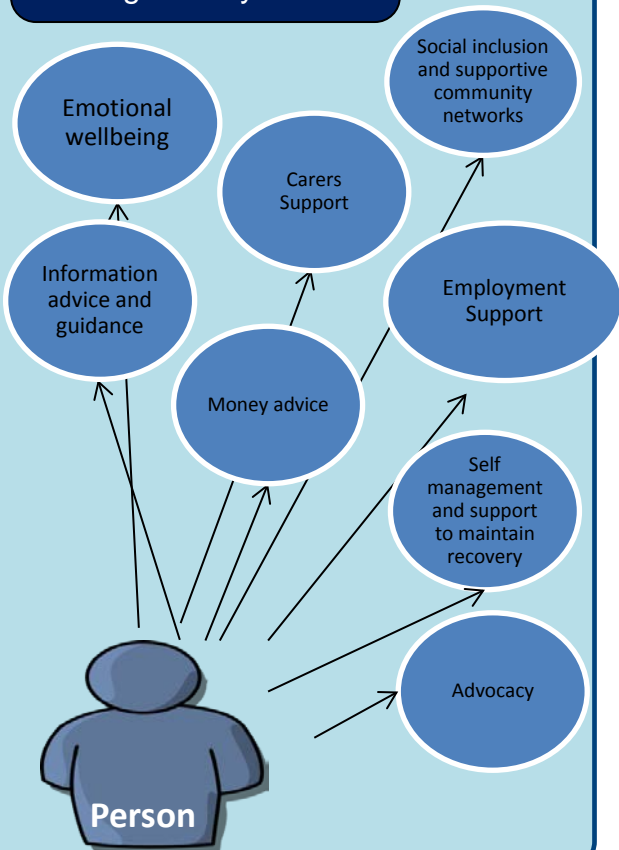 Social inclusion
and supportive
community
networks
Emotional
wellbeing
Carers
Support
Information
advice and
guidance
Employment
Support
Money advice
Self
management
and support
to maintain
recovery
Advocacy
Person